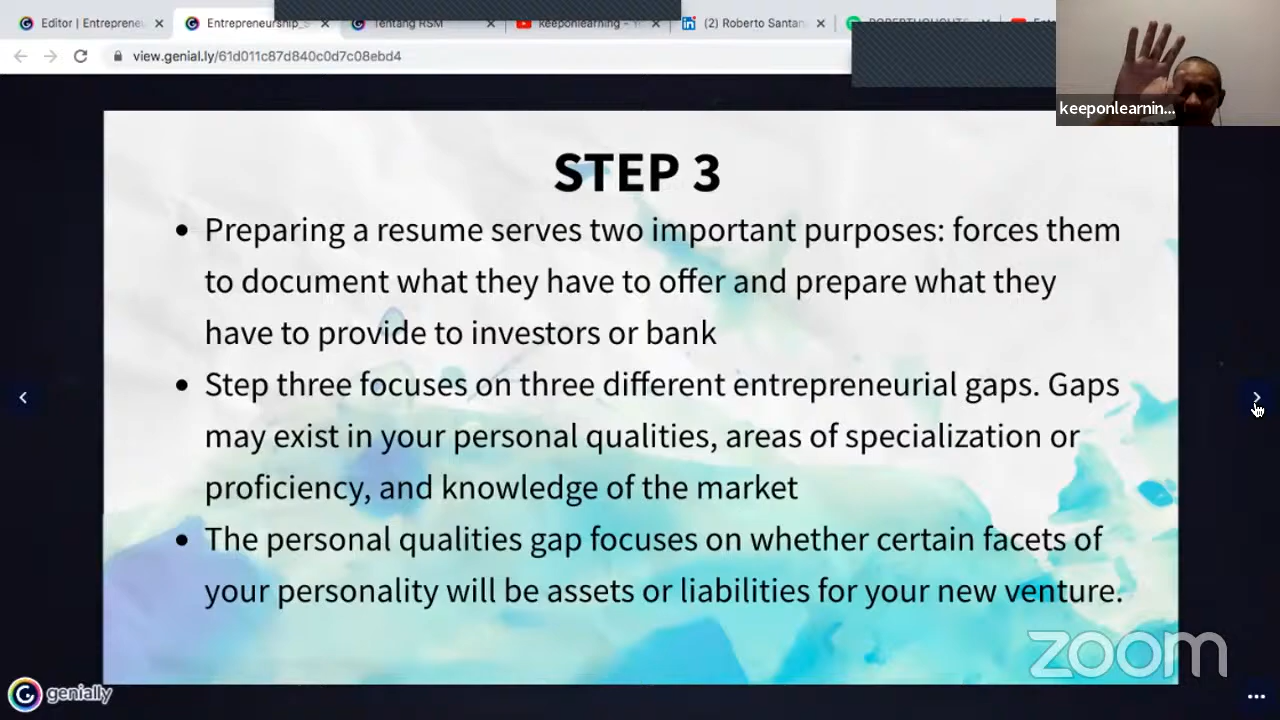 Editor | Entrepreneu
Entrepreneurship_S
Tentang RSM
keeponlearning - Yo
(2) Roberto Santan
view.genial.ly/61d011c87d840c0d7c08ebd4
keeponlearnin...
STEP 3
• Preparing a resume serves two important purposes: forces them
to document what they have to offer and prepare what they
have to provide to investors or bank
• Step three focuses on three different entrepreneurial gaps. Gaps
may exist in your personal qualities, areas of specialization or
proficiency, and knowledge of the market
• The personal qualities gap focuses on whether certain facets of
your personality will be assets or liabilities for your new venture.
zoom
genially